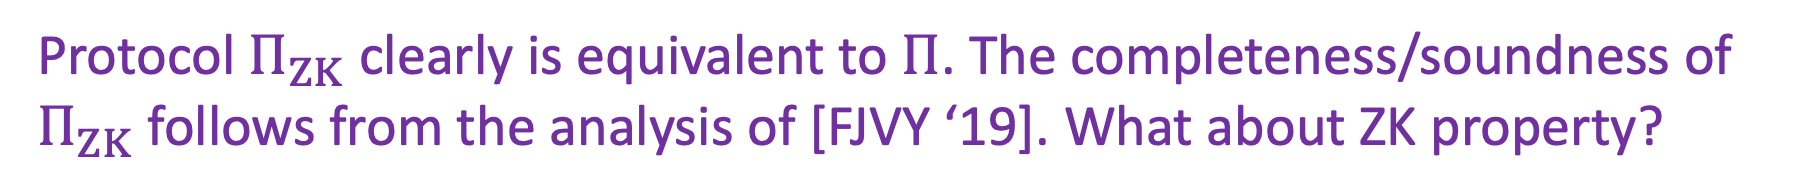 Protocol Π_ZK clearly is equivalent to Π. The completeness/soundness of
Π_ZK follows from the analysis of [FJVY ‘19]. What about ZK property?